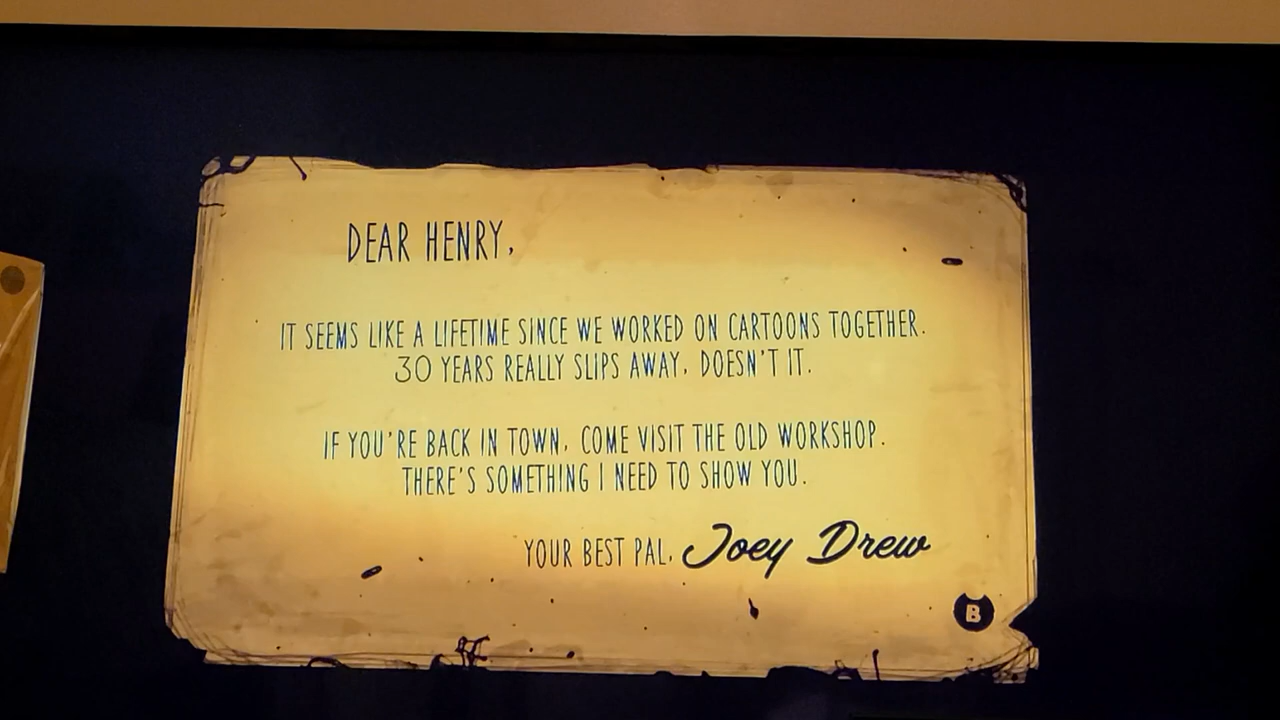 DEAR HENRY,
IT SEEMS LIKE A LIFETIME SINCE WE WORKED ON CARTOONS TOGETHER.
30 YEARS REALLY SLIPS AWAY, DOESN'T IT.
IF YOU'RE BACK IN TOWN, COME VISIT THE OLD WORKSHOP.
THERE'S SOMETHING I NEED TO SHOW YOU.
YOUR BEST PAL, Joey Drew
B